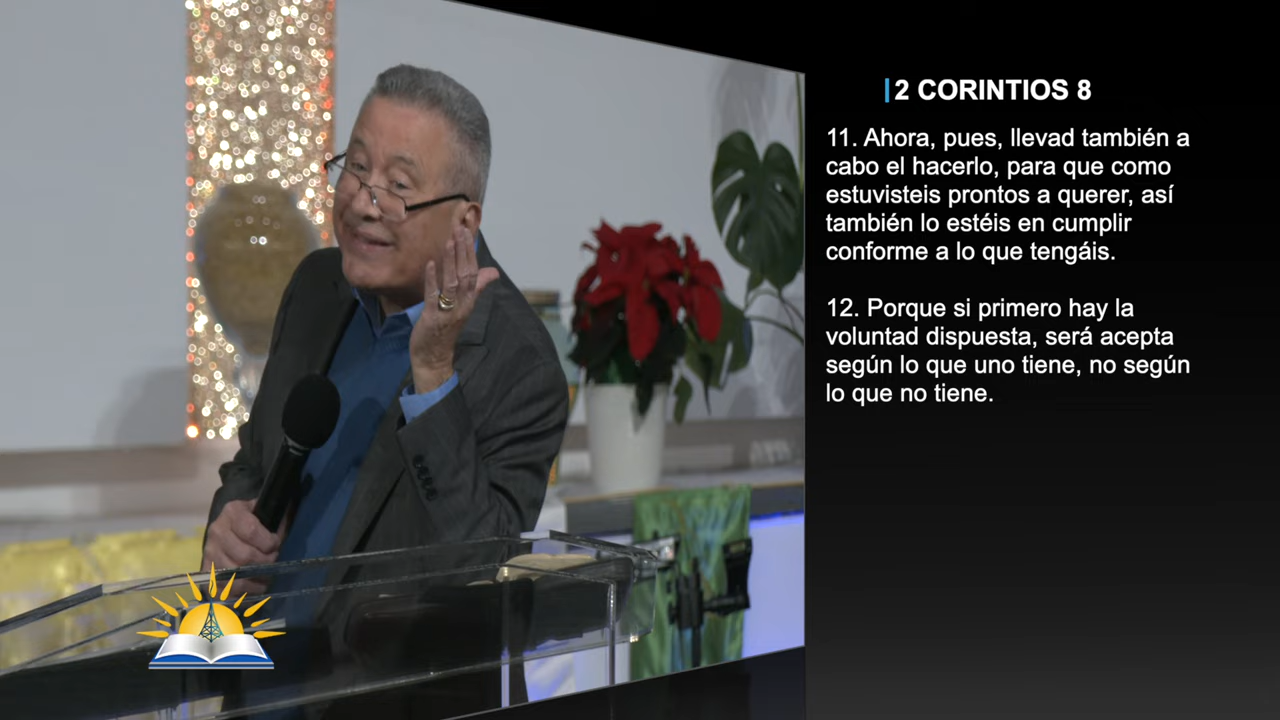 2 CORINTIOS 8
11. Ahora, pues, llevad también a
cabo el hacerlo, para que como
estuvisteis prontos a querer, así
también lo estéis en cumplir
conforme a lo que tengáis.
12. Porque si primero hay la
voluntad dispuesta, será acepta
según lo que uno tiene, no según
lo que no tiene.